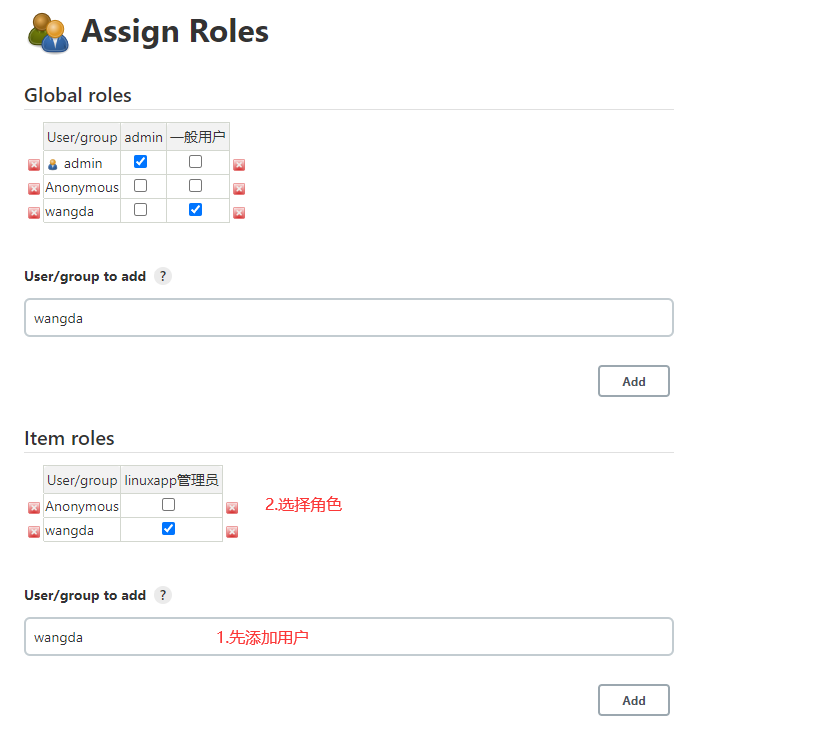 Assign Roles
Global roles
User/group admin 一般用户
admin
Anonymous
wangda
User/group to add ?
wangda
Add
Item roles
User/group linuxapp管理员
Anonymous 2.选择角色
wangda
User/group to add ?
wangda 1.先添加用户
Add